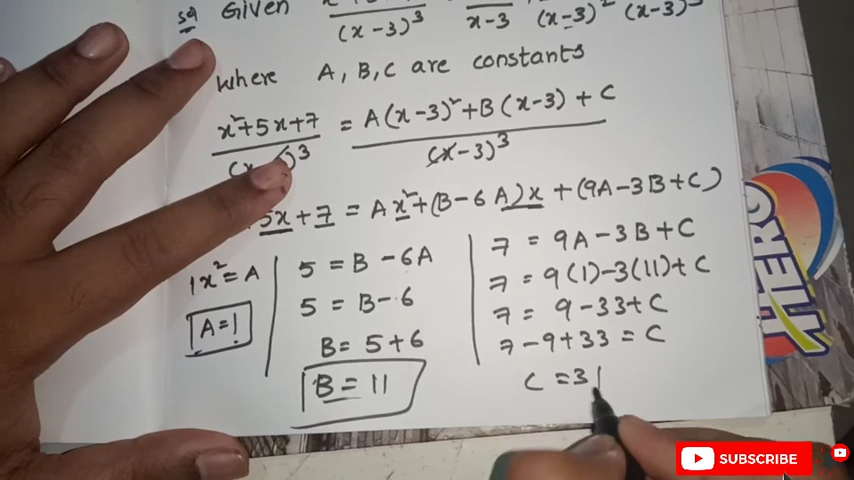 sq Given
(x-3)³ x-3 (x-3)² (x-3)³
where A, B, C are constants
x²+5x+7 = A(x-3)²+B(x-3)+C
(x-3)³
5x+7 = Ax²+(B-6A)x+(9A-3B+C)
1x²=A
A=1
5 = B-6A
5 = B-6
B= 5+6
B= 11
7 = 9A-3B+C
7 = 9(1)-3(11)+C
7 = 9-33+C
7-9+33 = C
C =31
HERO
SUBSCRIBE